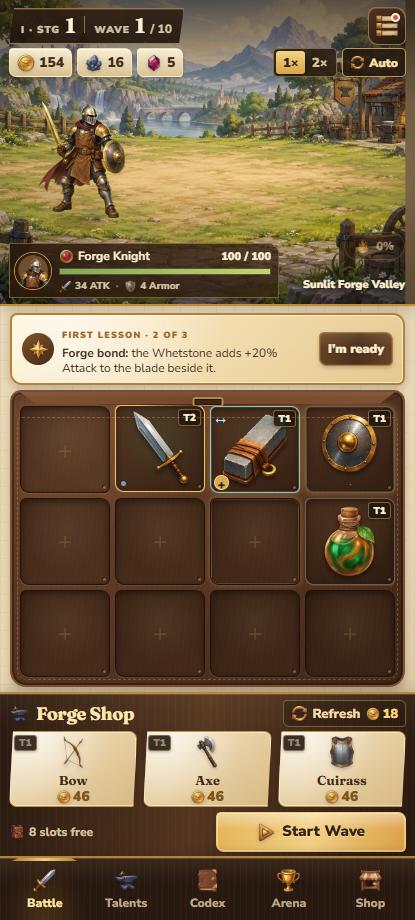 I · STG 1 WAVE 1 / 10
154 16 5 1× 2× Auto
0%
Forge Knight 100 / 100
34 ATK · 4 Armor
Sunlit Forge Valley
FIRST LESSON · 2 OF 3
Forge bond: the Whetstone adds +20%
Attack to the blade beside it.
I'm ready
T2 T1 T1
T1
Forge Shop Refresh 18
T1 T1 T1
Bow Axe Cuirass
46 46 46
8 slots free Start Wave
Battle Talents Codex Arena Shop